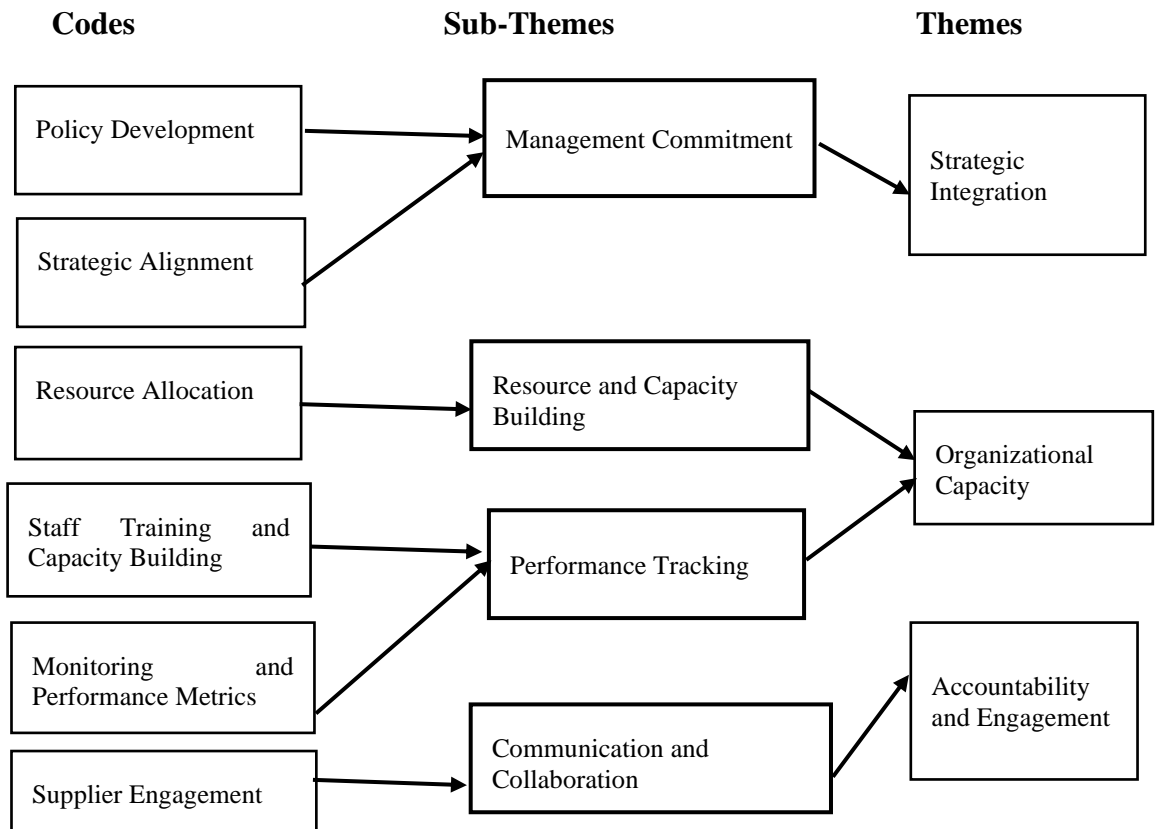 Codes
Sub-Themes
Themes
Policy Development
Management Commitment
Strategic
Integration
Strategic Alignment
Resource Allocation
Resource and Capacity
Building
Organizational
Capacity
Staff Training and
Capacity Building
Performance Tracking
Monitoring and
Performance Metrics
Accountability
and Engagement
Communication and
Collaboration
Supplier Engagement